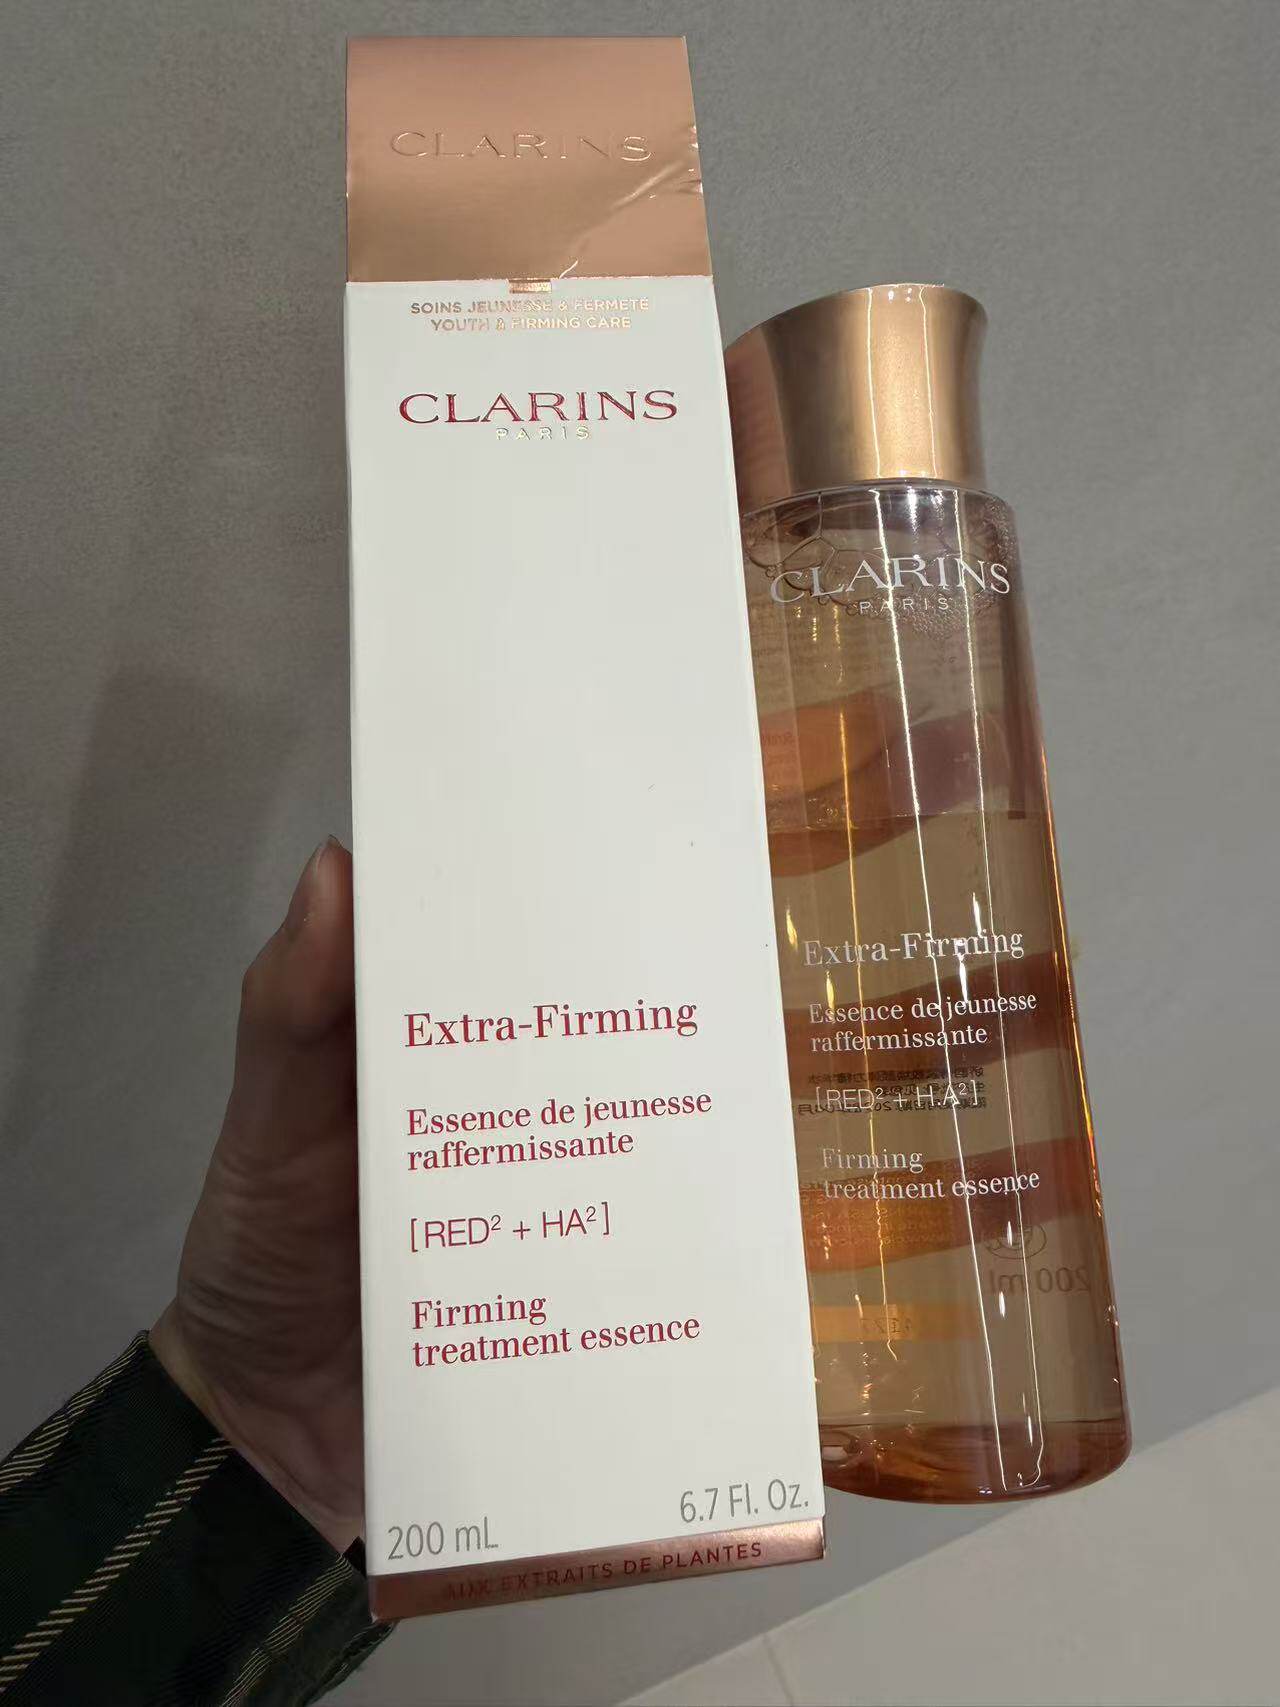 CLARINS
SOINS JEUNESSE & FERMETÉ
YOUTH & FIRMING CARE
CLARINS
PARIS
Extra-Firming
Essence de jeunesse
raffermissante
[RED² + HA²]
Firming
treatment essence
200 mL
6.7 Fl. Oz.
AUX EXTRAITS DE PLANTES
CLARINS
PARIS
Extra-Firming
Essence de jeunesse
raffermissante
[RED² + HA²]
Firming
treatment essence
200 ml